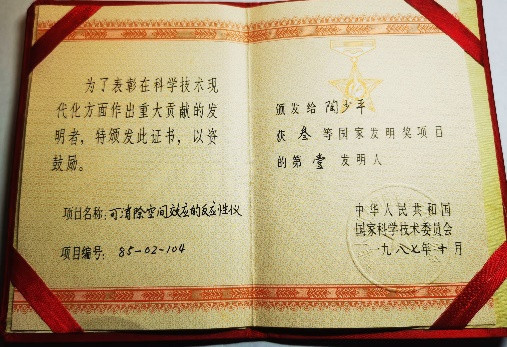 为了表彰在科学技术现
代化方面作出重大贡献的发
明者，特颁发此证书，以资
鼓励。
项目名称：可消除空间效应的反应性仪
项目编号：85-02-104
颁发给 陶少平
获 叁 等国家发明奖项目
的第 壹 发明人
中华人民共和国
国家科学技术委员会
一九八七年十月